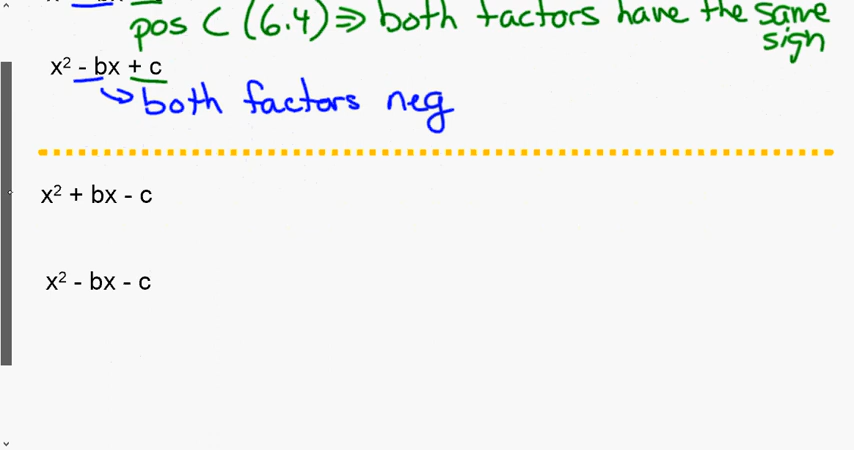 pos C (6.4) ⇒ both factors have the same
sign
x² - bx + c
both factors neg
x² + bx - c
x² - bx - c